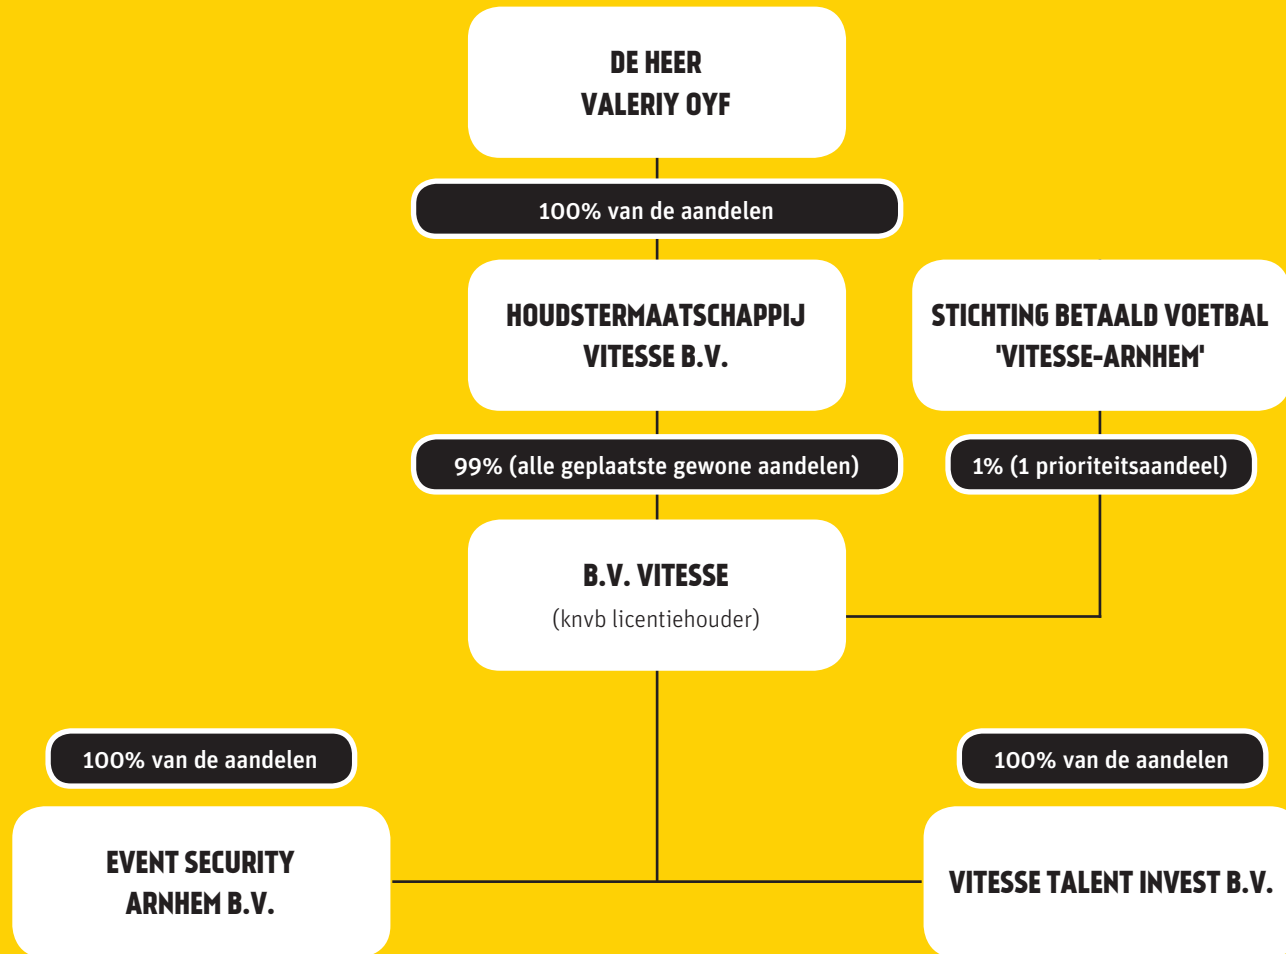 DE HEER
VALERIY OYF
100% van de aandelen
HOUDSTERMAATSCHAPPIJ
VITESSE B.V.
STICHTING BETAALD VOETBAL
'VITESSE-ARNHEM'
99% (alle geplaatste gewone aandelen)
1% (1 prioriteitsaandeel)
B.V. VITESSE
(knvb licentiehouder)
100% van de aandelen
100% van de aandelen
EVENT SECURITY
ARNHEM B.V.
VITESSE TALENT INVEST B.V.